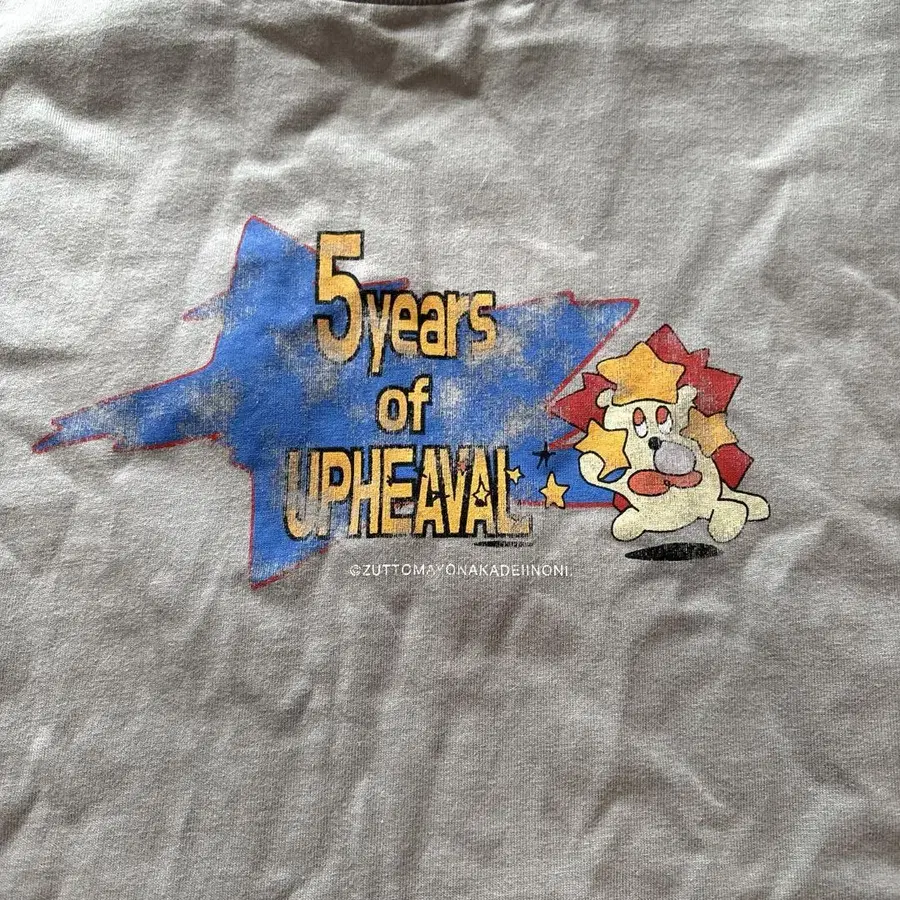 5years
of
UPHEAVAL
©ZUTTOMAYONAKADEIINONI.